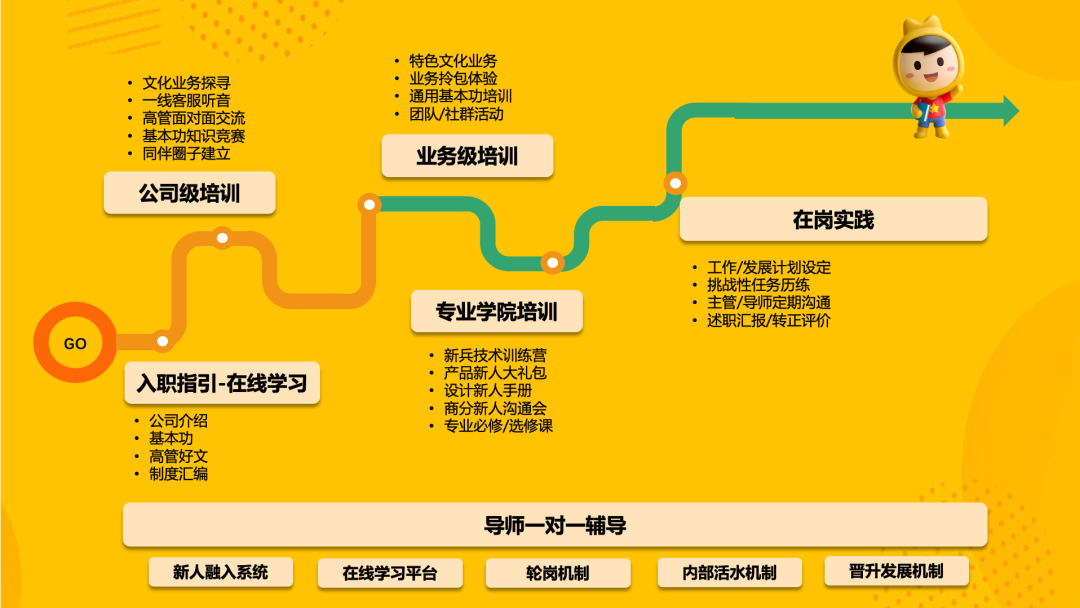 GO
入职指引-在线学习
• 公司介绍
• 基本功
• 高管好文
• 制度汇编
• 文化业务探寻
• 一线客服听音
• 高管面对面交流
• 基本功知识竞赛
• 同伴圈子建立
公司级培训
• 特色文化业务
• 业务拎包体验
• 通用基本功培训
• 团队/社群活动
业务级培训
专业学院培训
• 新兵技术训练营
• 产品新人大礼包
• 设计新人手册
• 商分新人沟通会
• 专业必修/选修课
在岗实践
• 工作/发展计划设定
• 挑战性任务历练
• 主管/导师定期沟通
• 述职汇报/转正评价
导师一对一辅导
新人融入系统
在线学习平台
轮岗机制
内部活水机制
晋升发展机制